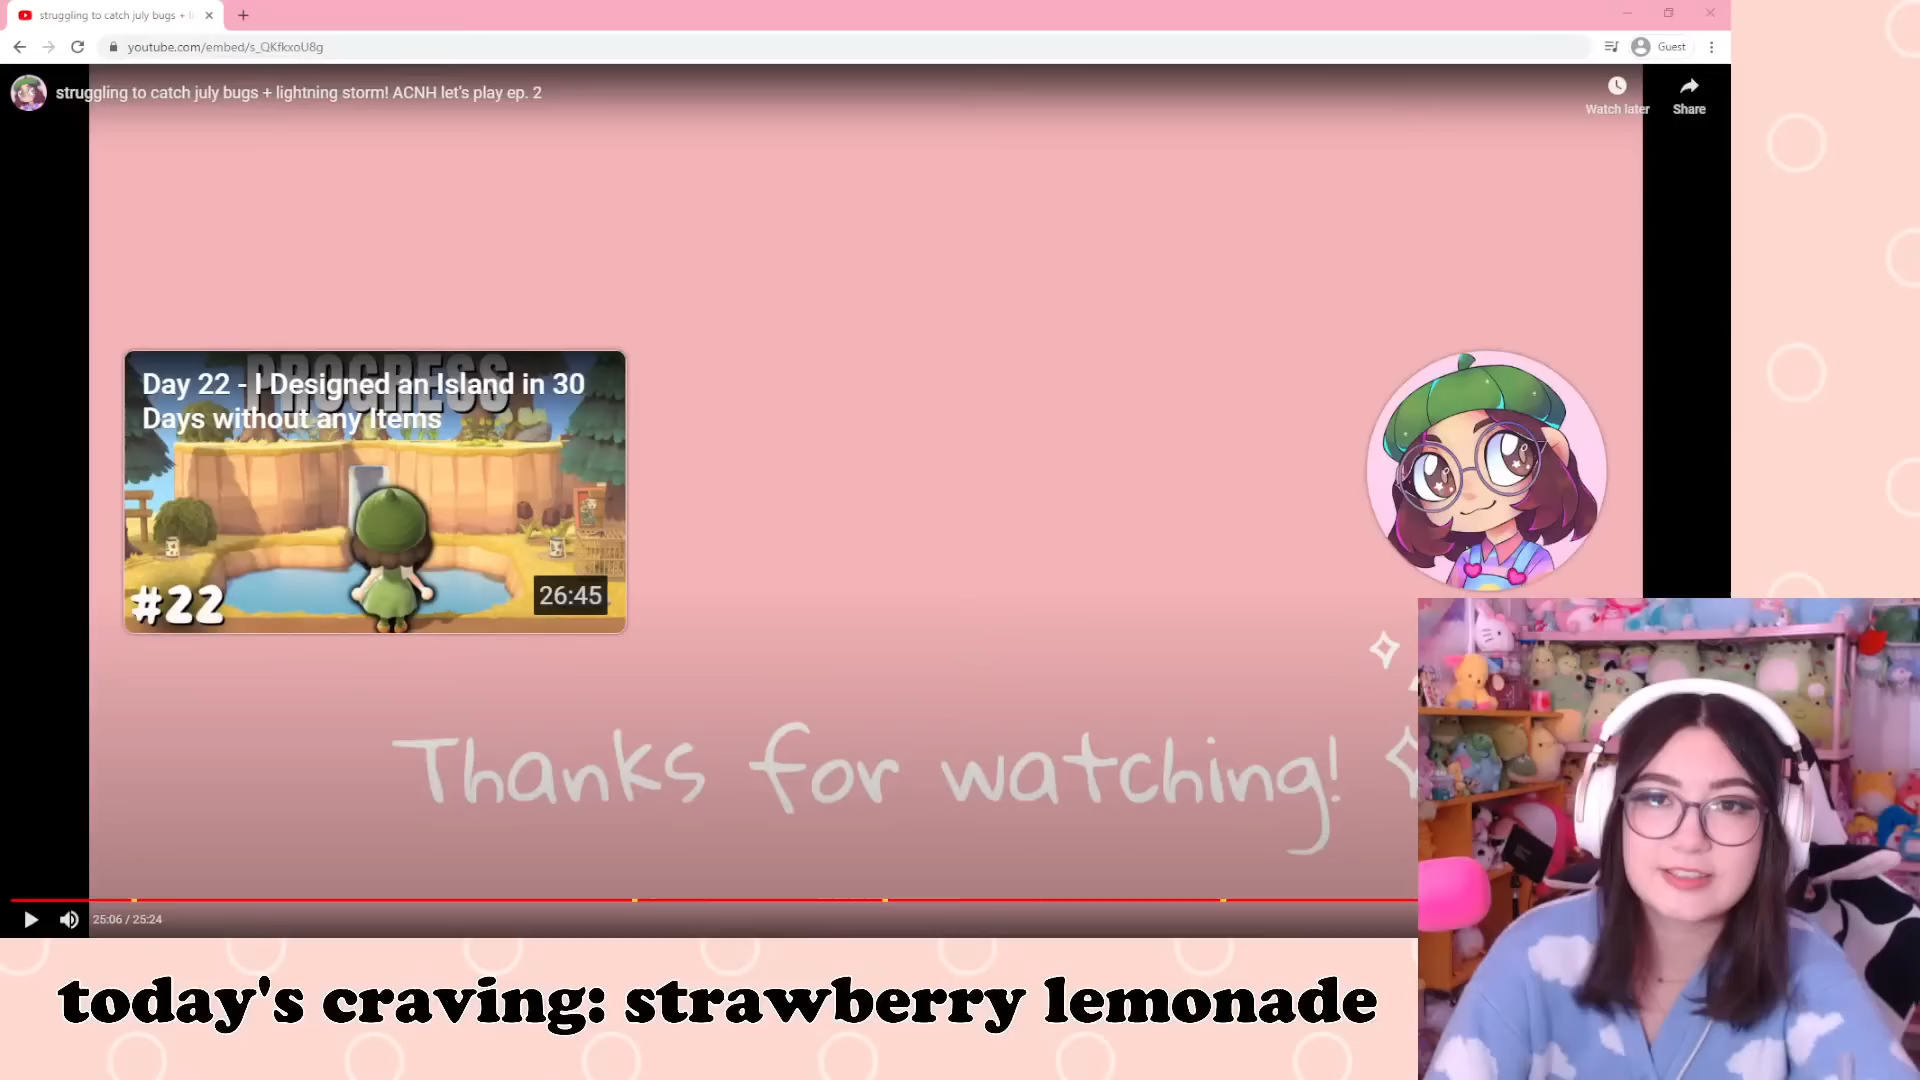 struggling to catch july bugs + li
youtube.com/embed/s_QKfkxoU8g
Guest
struggling to catch july bugs + lightning storm! ACNH let's play ep. 2
Watch later
Share
PROGRESS
Day 22 - I Designed an Island in 30
Days without any Items
#22
26:45
Thanks for watching!
25:06 / 25:24
today's craving: strawberry lemonade